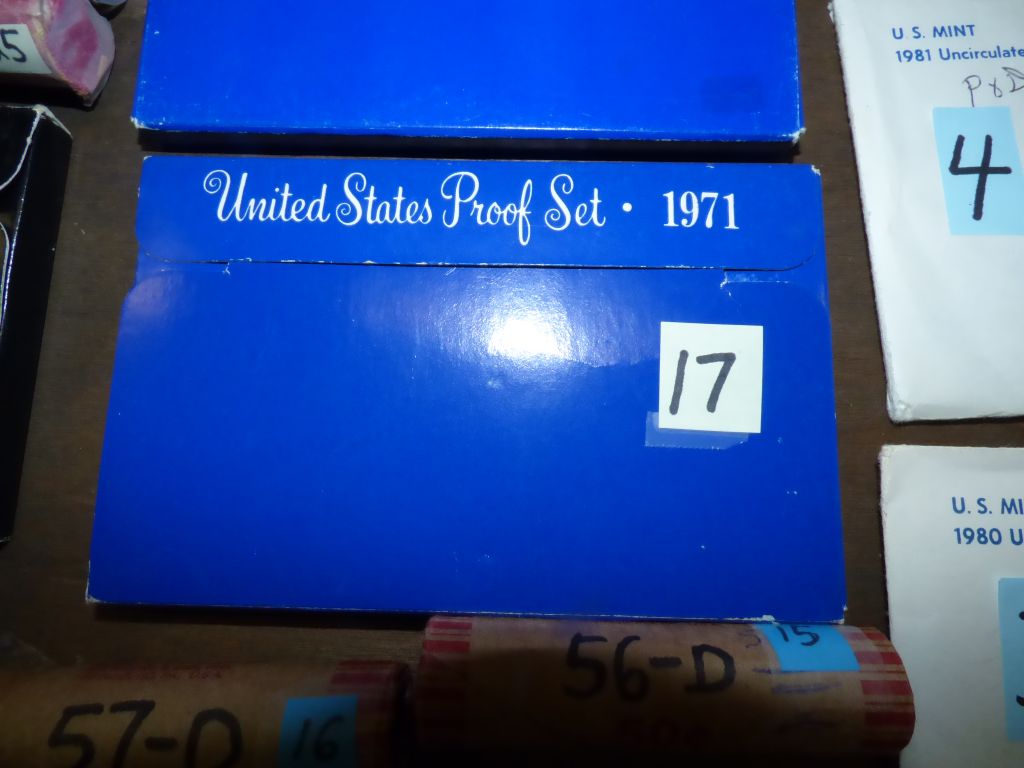 .5
U.S. MINT
1981 Uncirculate
P & D
4
United States Proof Set • 1971
17
U.S. MI
1980 U
56-D
15
57-D
16